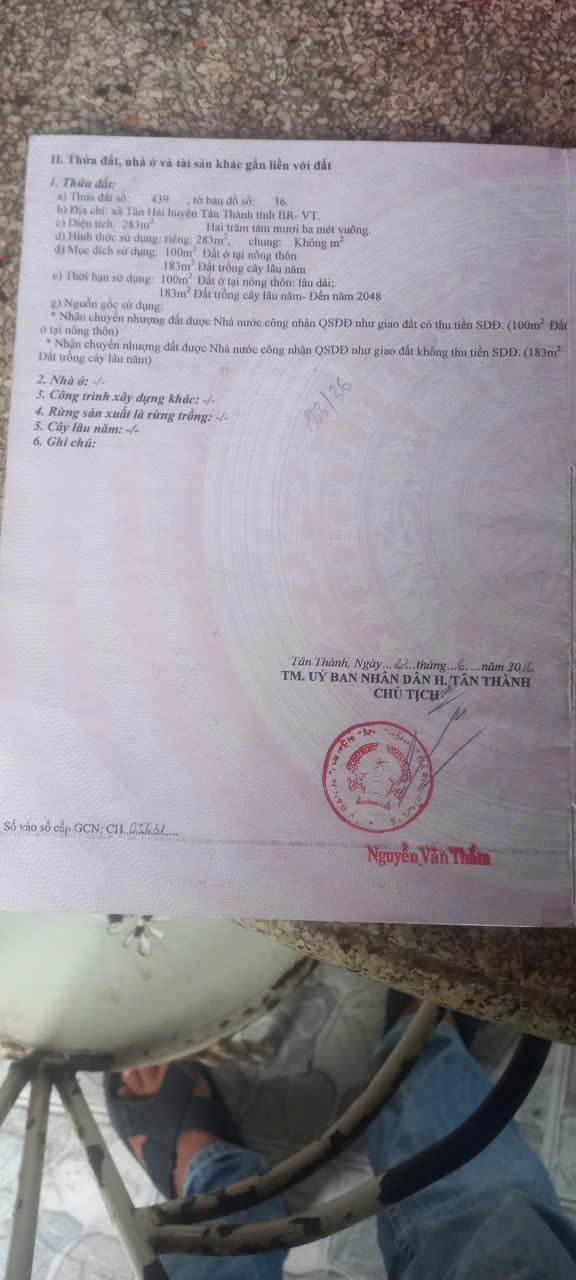 II. Thửa đất, nhà ở và tài sản khác gắn liền với đất
1. Thửa đất:
a) Thửa đất số: 439 , tờ bản đồ số: 36
b) Địa chỉ: xã Tân Hải huyện Tân Thành tỉnh BR- VT.
c) Diện tích: 283m² Hai trăm tám mươi ba mét vuông.
d) Hình thức sử dụng: riêng: 283m², chung: Không m²
đ) Mục đích sử dụng: 100m² Đất ở tại nông thôn
183m² Đất trồng cây lâu năm
e) Thời hạn sử dụng: 100m² Đất ở tại nông thôn: lâu dài;
183m² Đất trồng cây lâu năm- Đến năm 2048
g) Nguồn gốc sử dụng:
* Nhận chuyển nhượng đất được Nhà nước công nhận QSDĐ như giao đất có thu tiền SDĐ. (100m² Đất
ở tại nông thôn)
* Nhận chuyển nhượng đất được Nhà nước công nhận QSDĐ như giao đất không thu tiền SDĐ. (183m²
Đất trồng cây lâu năm)
2. Nhà ở: -/-
3. Công trình xây dựng khác: -/-
4. Rừng sản xuất là rừng trồng: -/-
5. Cây lâu năm: -/-
6. Ghi chú:
Tân Thành, Ngày...22...tháng...6....năm 2016
TM. UỶ BAN NHÂN DÂN H. TÂN THÀNH
CHỦ TỊCH
Nguyễn Văn Thắm
Số vào sổ cấp GCN: CH